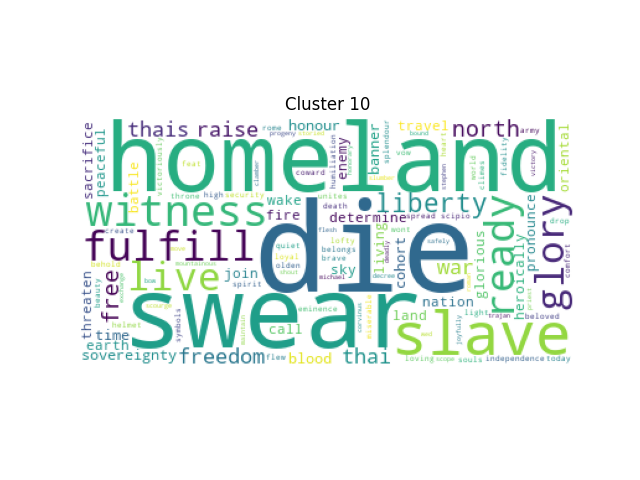 Cluster 10
sacrifice peaceful thais raise rome honour travel north army
victoriously progeny cursed banner heart oriental
battle homeland enemy humiliation splendour
feat coward vow stephen world climes fidelity victory
throne high security unites
witness wake death liberty ready pronounce drop
create fire determine spread scipio glory
fulfill die quiet flesh lofty living wont glorious heroically
behold free loyal belongs deadly cohort safely comfort
threaten beauty live join shout brave sky war
spirit michael decree nation beloved
helmet symbols swear eminence miserable land light trajan
time call corvinus slave joyfully priest
earth maintain
sovereignty freedom flew blood thai loving scope souls independence today